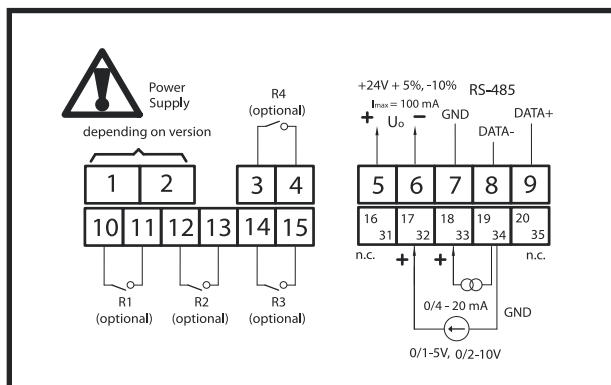 Power
Supply
depending on version
R4
(optional)
+24V + 5%, -10%
Imax = 100 mA
+ Uo −
RS-485
GND
DATA-
DATA+
1 2 3 4 5 6 7 8 9
10 11 12 13 14 15
16 17 18 19 20
31 32 33 34 35
n.c. + + n.c.
R1
(optional)
R2
(optional)
R3
(optional)
0/4 – 20 mA
GND
0/1-5V, 0/2-10V